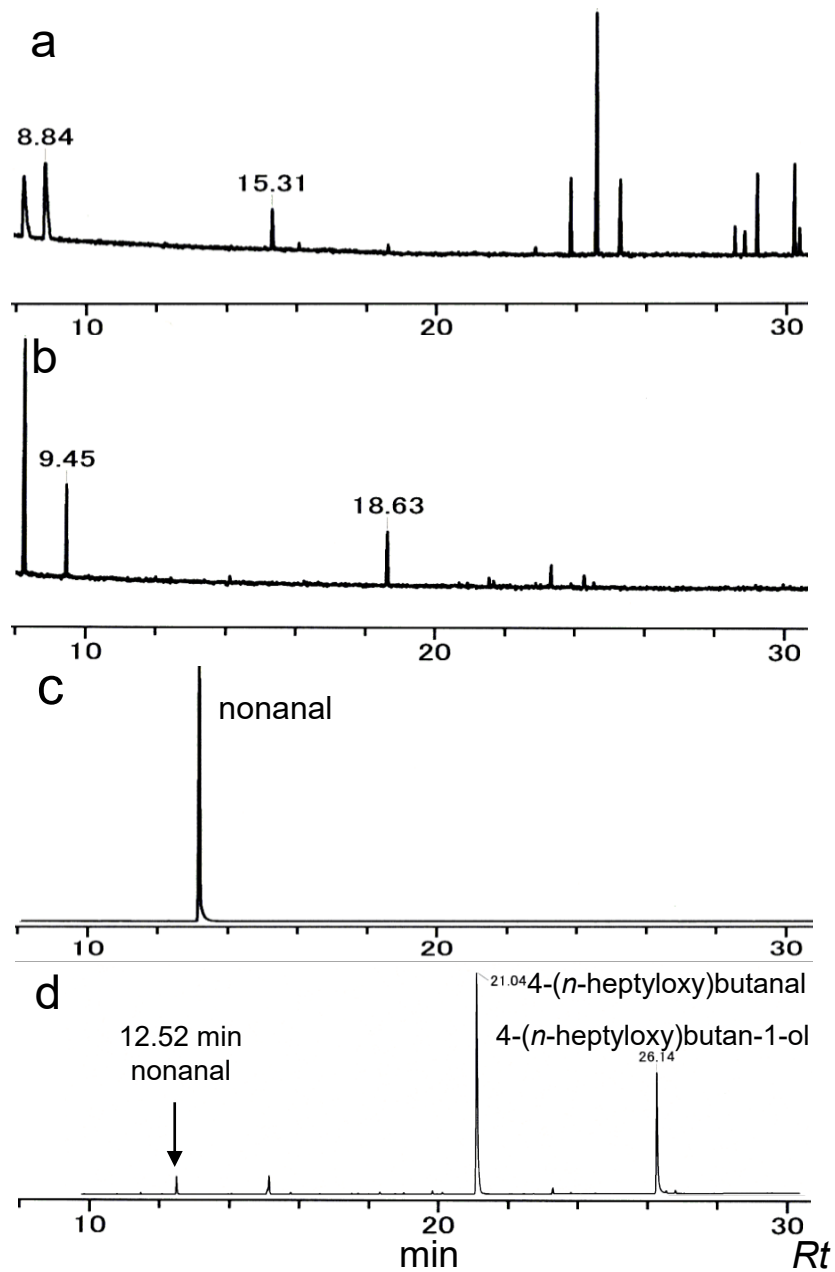 a
8.84
15.31
10
20
30
b
9.45
18.63
10
20
30
c
nonanal
10
20
30
d
21.04
4-(n-heptyloxy)butanal
12.52 min
nonanal
4-(n-heptyloxy)butan-1-ol
26.14
10
20
30
min
Rt